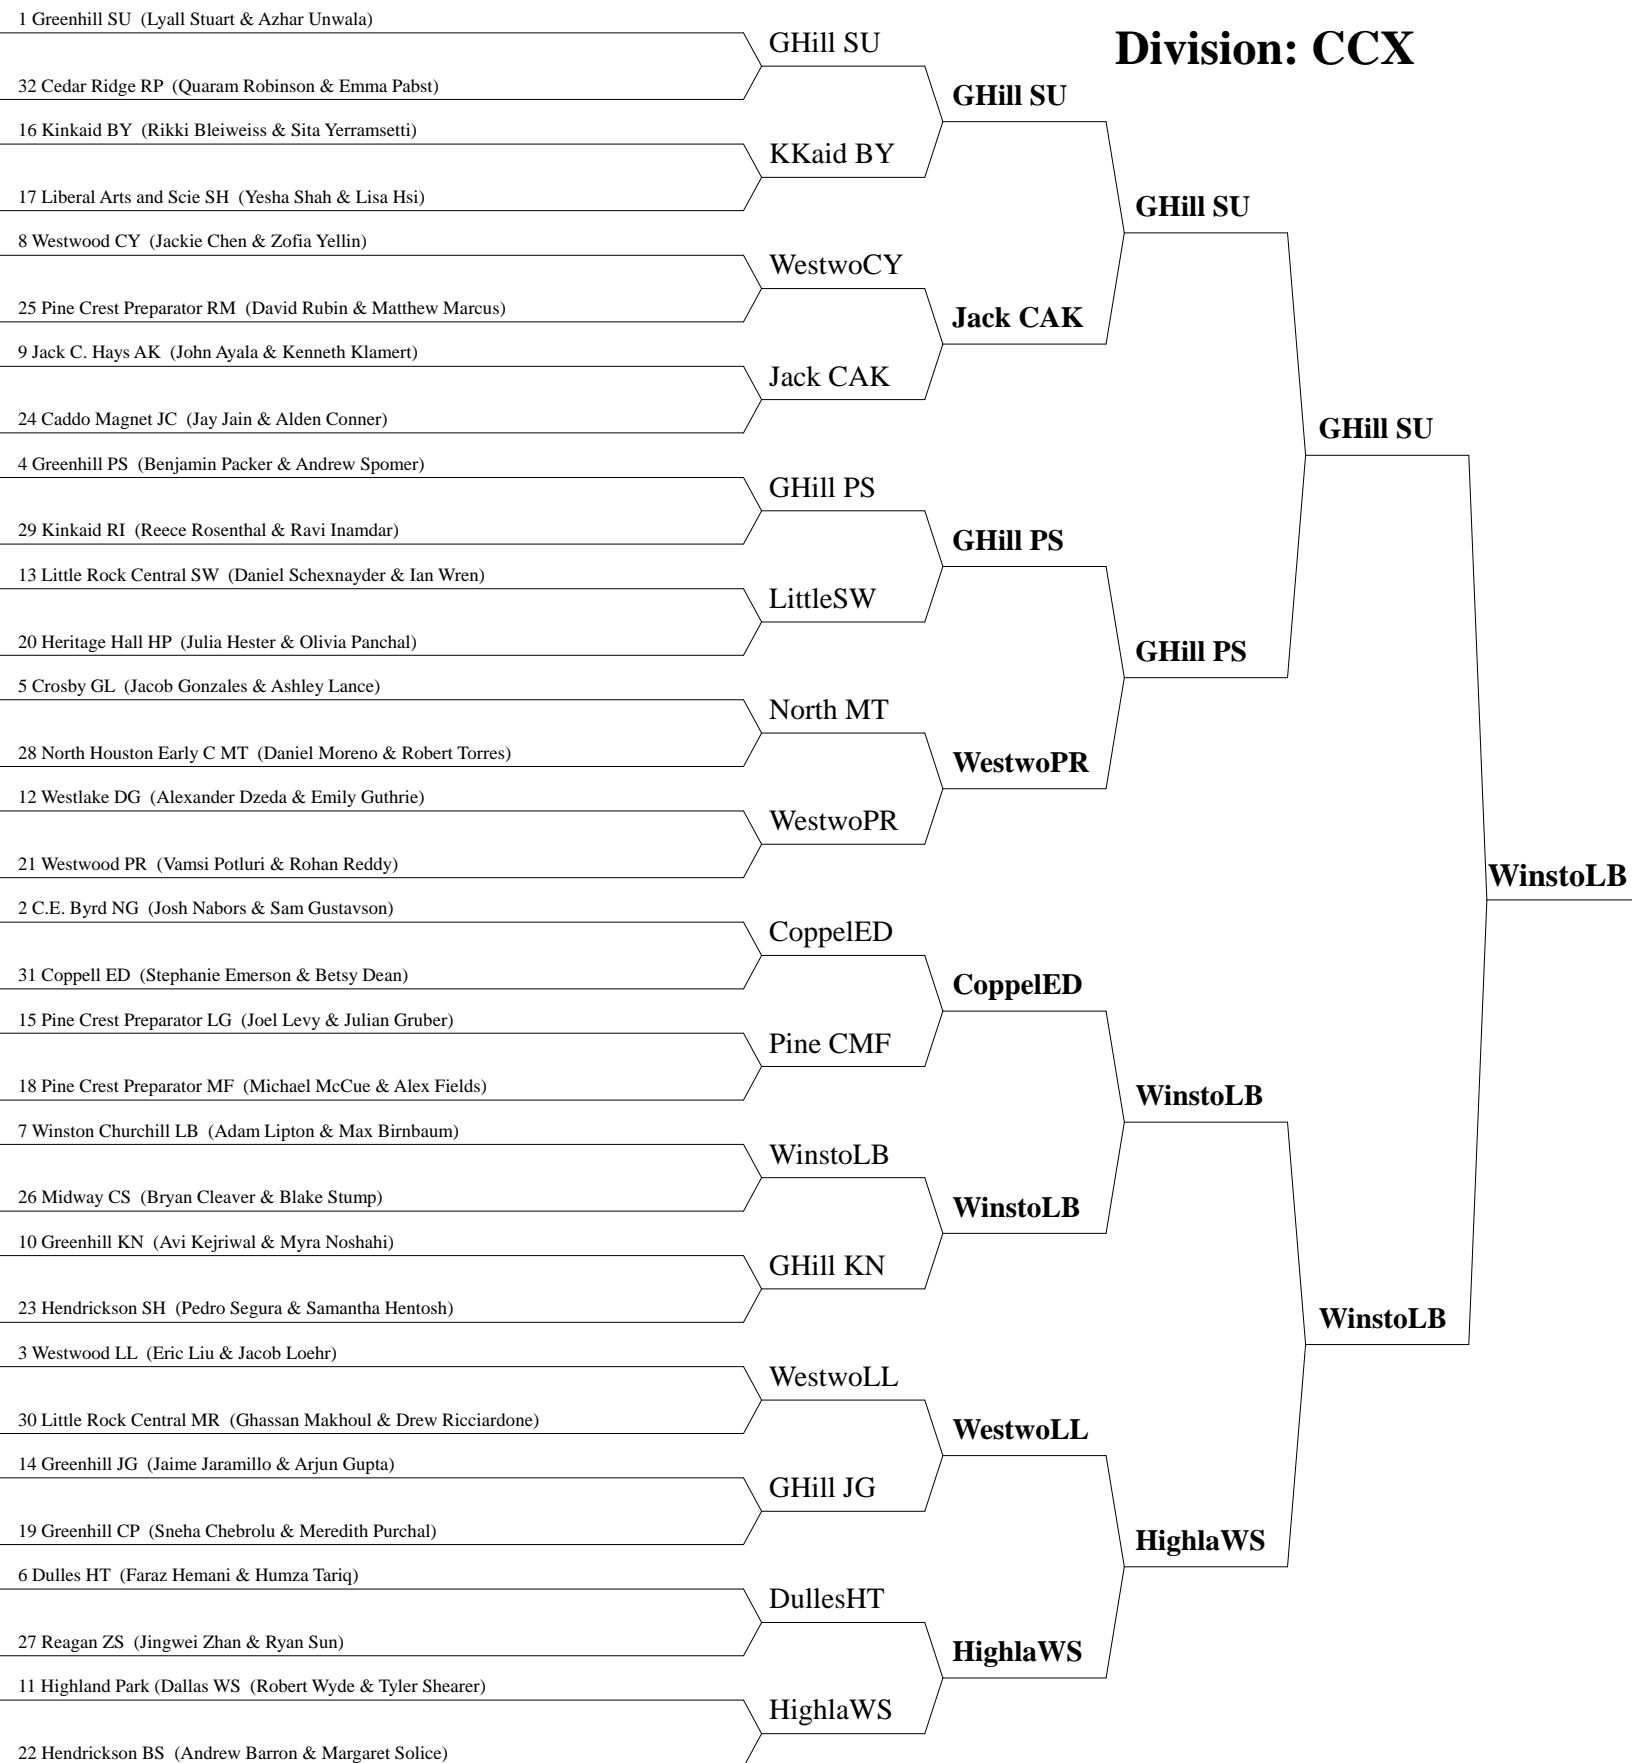 Division: CCX
1 Greenhill SU (Lyall Stuart & Azhar Unwala)
32 Cedar Ridge RP (Quaram Robinson & Emma Pabst)
16 Kinkaid BY (Rikki Bleiweiss & Sita Yerramsetti)
17 Liberal Arts and Scie SH (Yesha Shah & Lisa Hsi)
8 Westwood CY (Jackie Chen & Zofia Yellin)
25 Pine Crest Preparator RM (David Rubin & Matthew Marcus)
9 Jack C. Hays AK (John Ayala & Kenneth Klamert)
24 Caddo Magnet JC (Jay Jain & Alden Conner)
4 Greenhill PS (Benjamin Packer & Andrew Spomer)
29 Kinkaid RI (Reece Rosenthal & Ravi Inamdar)
13 Little Rock Central SW (Daniel Schexnayder & Ian Wren)
20 Heritage Hall HP (Julia Hester & Olivia Panchal)
5 Crosby GL (Jacob Gonzales & Ashley Lance)
28 North Houston Early C MT (Daniel Moreno & Robert Torres)
12 Westlake DG (Alexander Dzeda & Emily Guthrie)
21 Westwood PR (Vamsi Potluri & Rohan Reddy)
2 C.E. Byrd NG (Josh Nabors & Sam Gustavson)
31 Coppell ED (Stephanie Emerson & Betsy Dean)
15 Pine Crest Preparator LG (Joel Levy & Julian Gruber)
18 Pine Crest Preparator MF (Michael McCue & Alex Fields)
7 Winston Churchill LB (Adam Lipton & Max Birnbaum)
26 Midway CS (Bryan Cleaver & Blake Stump)
10 Greenhill KN (Avi Kejriwal & Myra Noshahi)
23 Hendrickson SH (Pedro Segura & Samantha Hentosh)
3 Westwood LL (Eric Liu & Jacob Loehr)
30 Little Rock Central MR (Ghassan Makhoul & Drew Ricciardone)
14 Greenhill JG (Jaime Jaramillo & Arjun Gupta)
19 Greenhill CP (Sneha Chebrolu & Meredith Purchal)
6 Dulles HT (Faraz Hemani & Humza Tariq)
27 Reagan ZS (Jingwei Zhan & Ryan Sun)
11 Highland Park (Dallas WS (Robert Wyde & Tyler Shearer)
22 Hendrickson BS (Andrew Barron & Margaret Solice)
GHill SU
KKaid BY
WestwoCY
Jack CAK
GHill PS
LittleSW
North MT
WestwoPR
CoppelED
Pine CMF
WinstoLB
GHill KN
WestwoLL
GHill JG
DullesHT
HighlaWS
GHill SU
Jack CAK
GHill PS
WestwoPR
CoppelED
WinstoLB
WestwoLL
HighlaWS
GHill SU
GHill PS
WinstoLB
HighlaWS
GHill SU
WinstoLB
WinstoLB